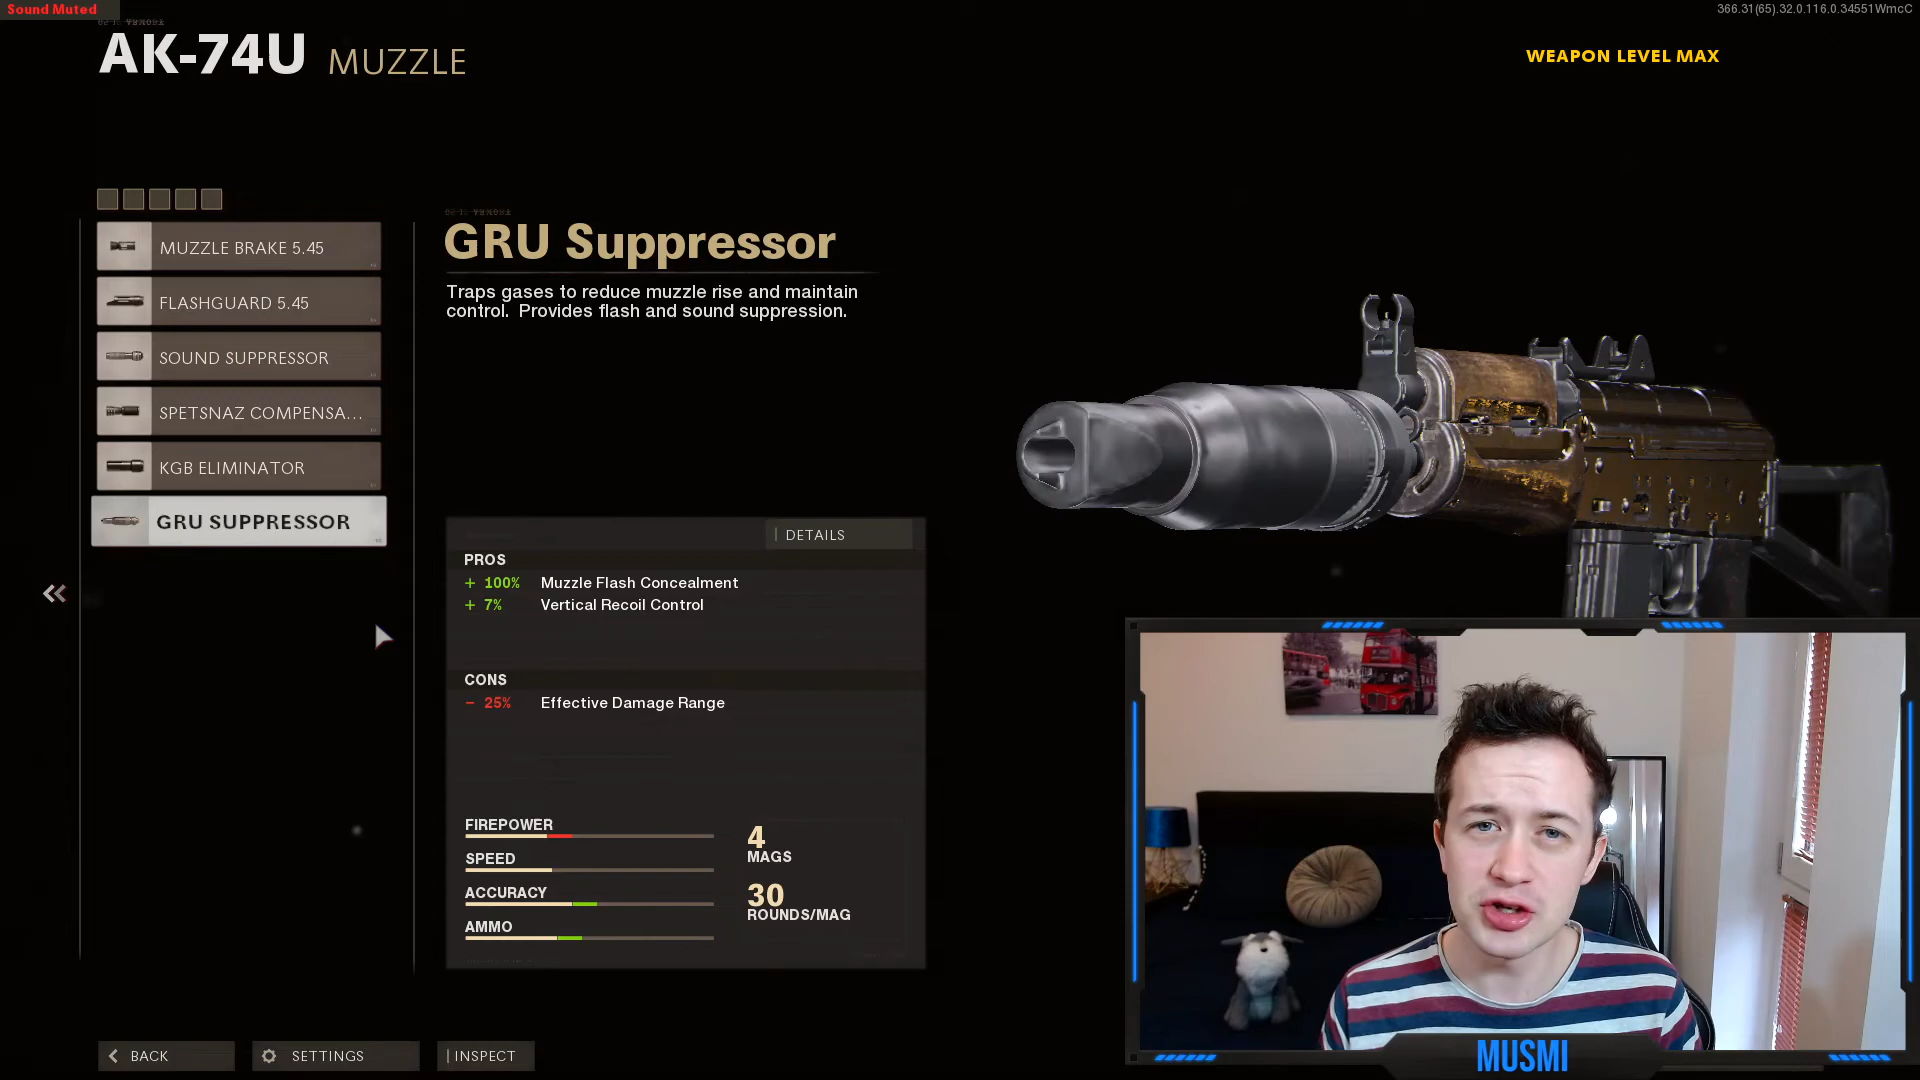 Sound Muted
366.31(65).32.0.116.0.34551WmcC
AK-74U MUZZLE
WEAPON LEVEL MAX
MUZZLE BRAKE 5.45
FLASHGUARD 5.45
SOUND SUPPRESSOR
SPETSNAZ COMPENSA...
KGB ELIMINATOR
GRU SUPPRESSOR
GRU Suppressor
Traps gases to reduce muzzle rise and maintain
control. Provides flash and sound suppression.
DETAILS
PROS
+ 100% Muzzle Flash Concealment
+ 7% Vertical Recoil Control
CONS
- 25% Effective Damage Range
FIREPOWER
SPEED
ACCURACY
AMMO
4
MAGS
30
ROUNDS/MAG
BACK
SETTINGS
INSPECT
MUSMI